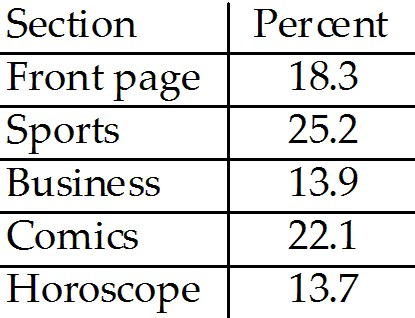 Section Percent
Front page 18.3
Sports 25.2
Business 13.9
Comics 22.1
Horoscope 13.7